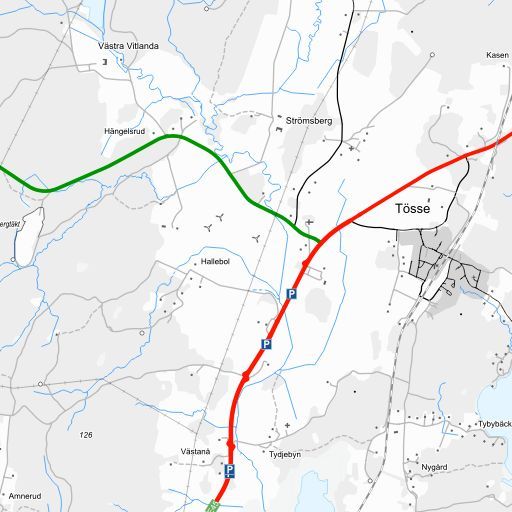 Västra Vitlanda
Kasen
Strömsberg
Hängelsrud
Tösse
Hallebol
P
P
126
Västanå
Tydjebyn
Tybybäck
Nygård
P
Amnerud